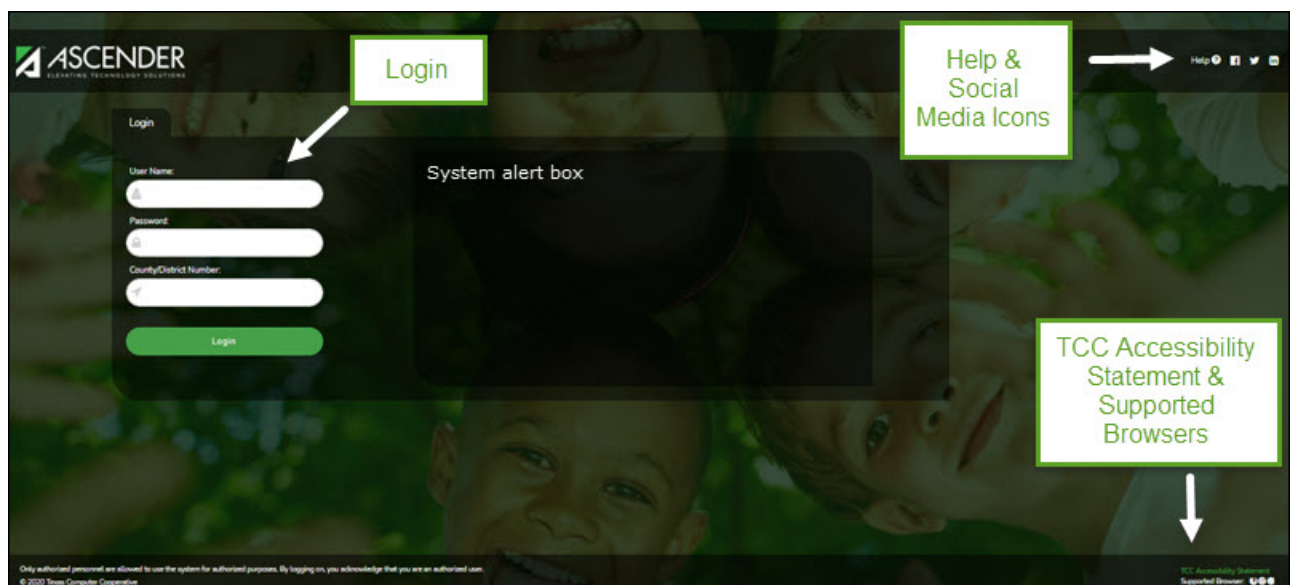 ASCENDER
ELEVATING TECHNOLOGY SOLUTIONS
Login
Help &
Social
Media Icons
Help
Login
User Name:
Password:
County/District Number:
Login
System alert box
TCC Accessibility
Statement &
Supported
Browsers
Only authorized personnel are allowed to use the system for authorized purposes. By logging on, you acknowledge that you are an authorized user.
© 2020 Texas Computer Cooperative
TCC Accessibility Statement
Supported Browser: